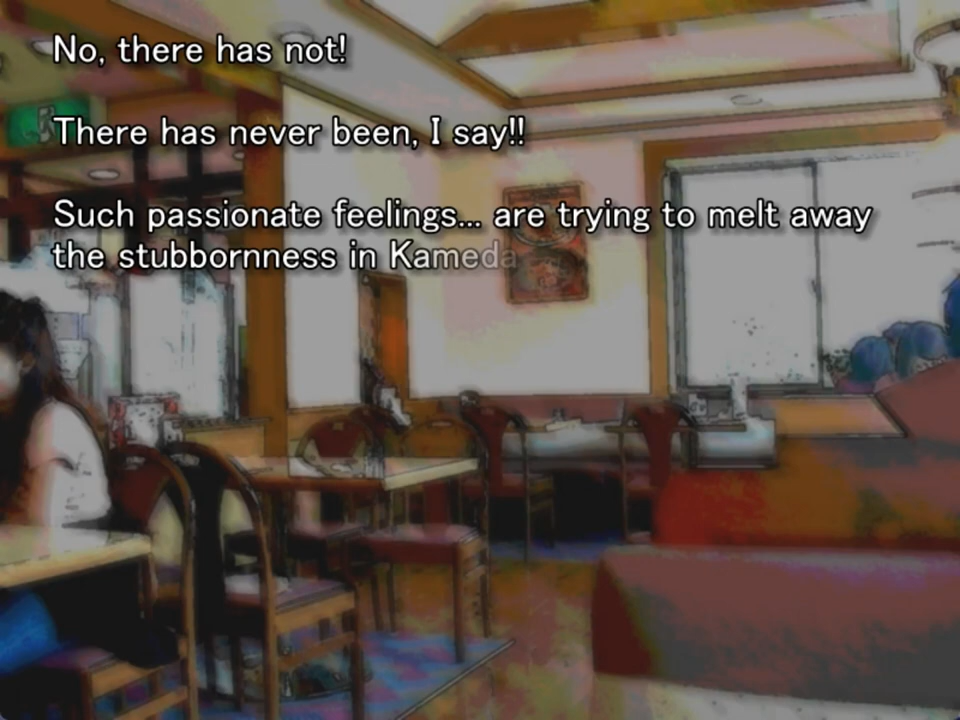 No, there has not!
There has never been, I say!!
Such passionate feelings... are trying to melt away
the stubbornness in Kameda